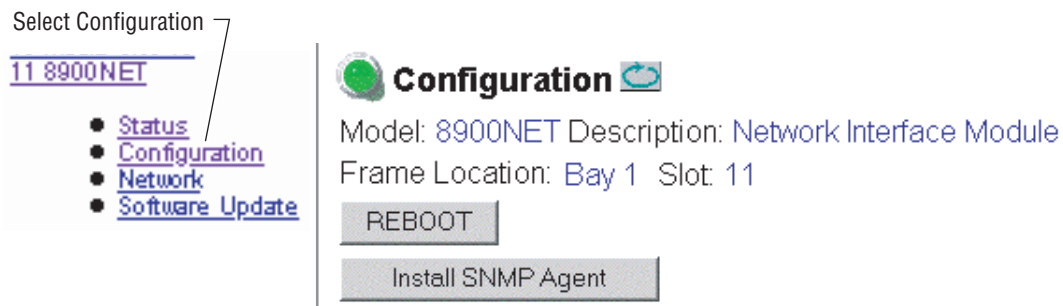 Select Configuration
11 8900NET
Status
Configuration
Network
Software Update
Configuration
Model: 8900NET Description: Network Interface Module
Frame Location: Bay 1 Slot: 11
REBOOT
Install SNMP Agent